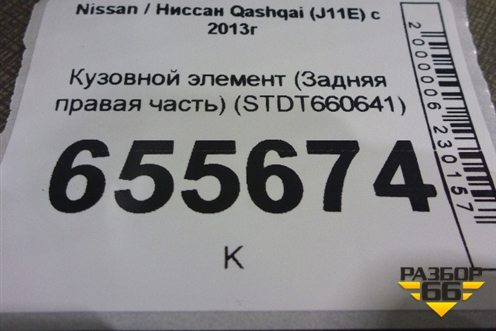 Nissan / Ниссан Qashqai (J11E) с
2013г
Кузовной элемент (Задняя
правая часть) (STDT660641)
655674
К
2000006230157
РАЗБОР
66